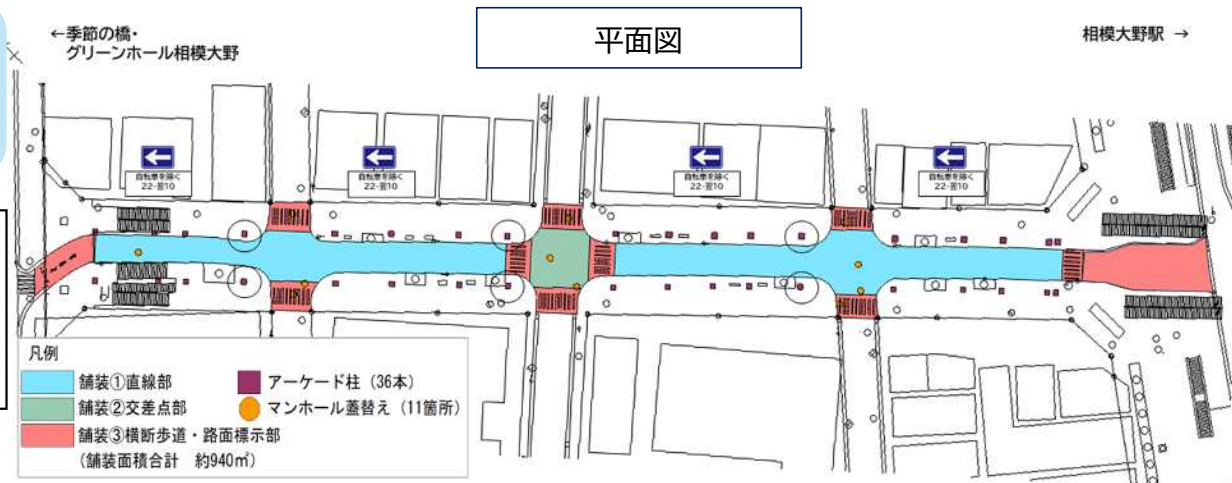 ←季節の橋・
グリーンホール相模大野
平面図
相模大野駅 →
自転車を除く
22-翌10
自転車を除く
22-翌10
自転車を除く
22-翌10
自転車を除く
22-翌10
凡例
舗装①直線部
アーケード柱（36本）
舗装②交差点部
マンホール蓋替え（11箇所）
舗装③横断歩道・路面標示部
（舗装面積合計　約940㎡）